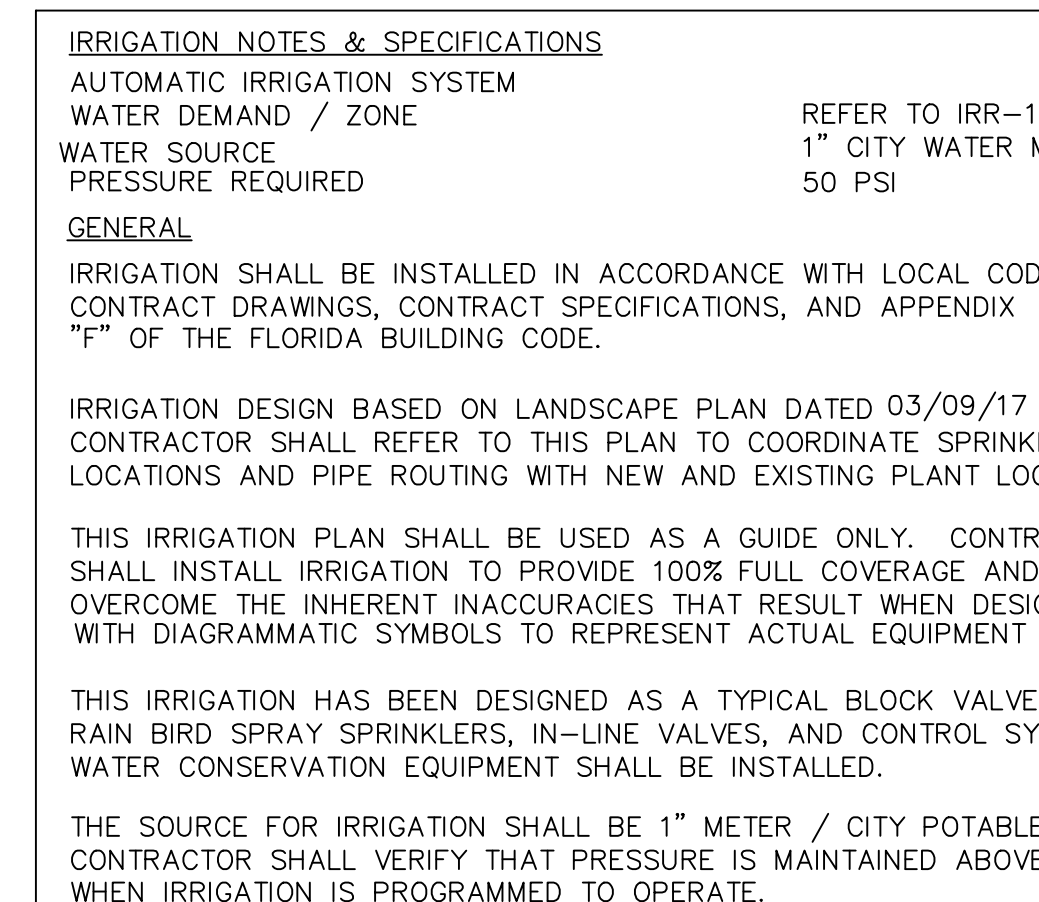 IRRIGATION NOTES & SPECIFICATIONS
AUTOMATIC IRRIGATION SYSTEM
WATER DEMAND / ZONE REFER TO IRR-1
WATER SOURCE 1" CITY WATER
PRESSURE REQUIRED 50 PSI
GENERAL
IRRIGATION SHALL BE INSTALLED IN ACCORDANCE WITH LOCAL
CONTRACT DRAWINGS, CONTRACT SPECIFICATIONS, AND APPENDIX
"F" OF THE FLORIDA BUILDING CODE.
IRRIGATION DESIGN BASED ON LANDSCAPE PLAN DATED 03/09/17
CONTRACTOR SHALL REFER TO THIS PLAN TO COORDINATE
LOCATIONS AND PIPE ROUTING WITH NEW AND EXISTING PLANT
THIS IRRIGATION PLAN SHALL BE USED AS A GUIDE ONLY. 
SHALL INSTALL IRRIGATION TO PROVIDE 100% FULL COVERAGE AND
OVERCOME THE INHERENT INACCURACIES THAT RESULT WHEN
WITH DIAGRAMMATIC SYMBOLS TO REPRESENT ACTUAL EQUIPMENT
THIS IRRIGATION HAS BEEN DESIGNED AS A TYPICAL BLOCK VALVE
RAIN BIRD SPRAY SPRINKLERS, IN-LINE VALVES, AND CONTROL
WATER CONSERVATION EQUIPMENT SHALL BE INSTALLED.
THE SOURCE FOR IRRIGATION SHALL BE 1" METER / CITY POTABLE
CONTRACTOR SHALL VERIFY THAT PRESSURE IS MAINTAINED ABOVE
WHEN IRRIGATION IS PROGRAMMED TO OPERATE.